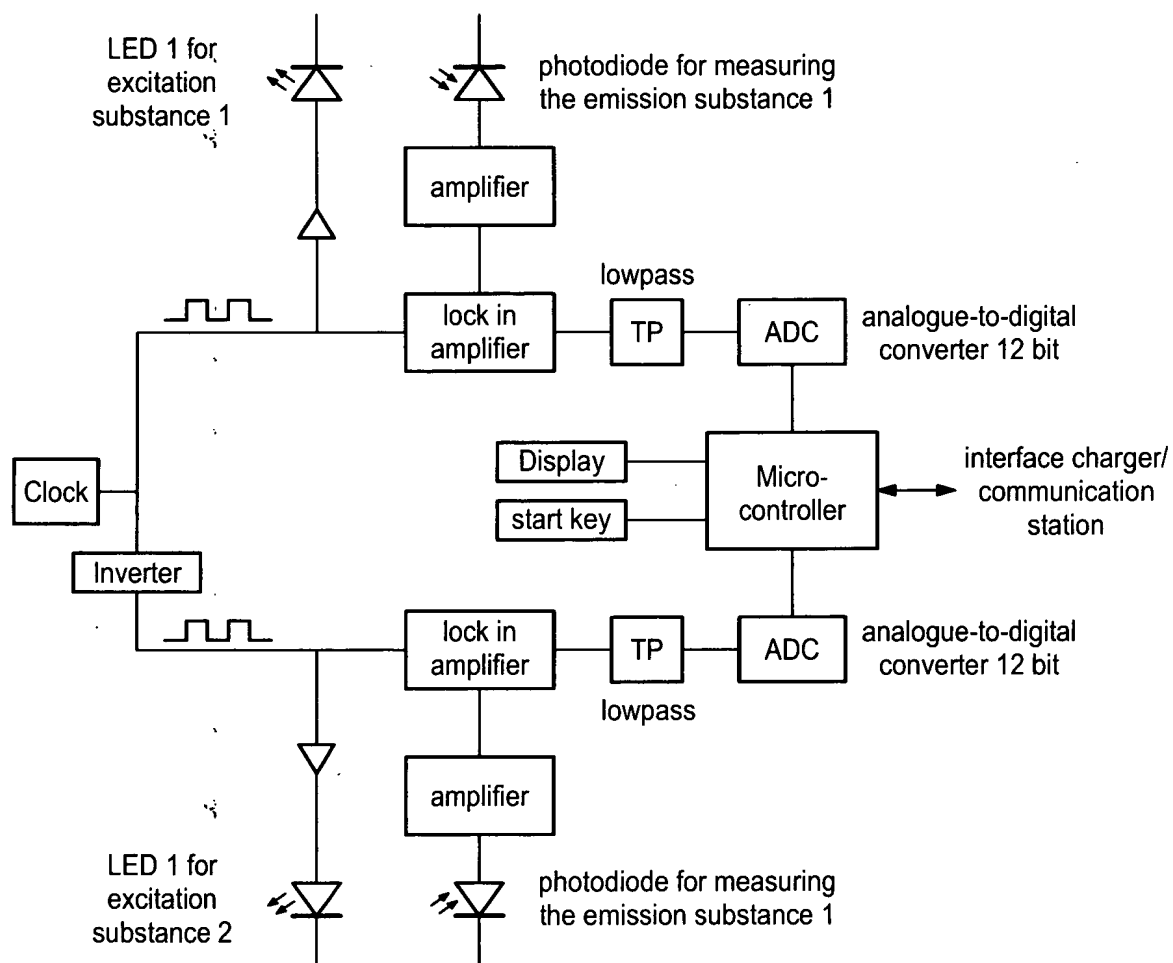 LED 1 for
excitation
substance 1
photodiode for measuring
the emission substance 1
amplifier
lowpass
lock in
amplifier
TP
ADC
analogue-to-digital
converter 12 bit
Clock
Display
start key
Micro-
controller
interface charger/
communication
station
Inverter
lock in
amplifier
TP
ADC
analogue-to-digital
converter 12 bit
lowpass
amplifier
LED 1 for
excitation
substance 2
photodiode for measuring
the emission substance 1